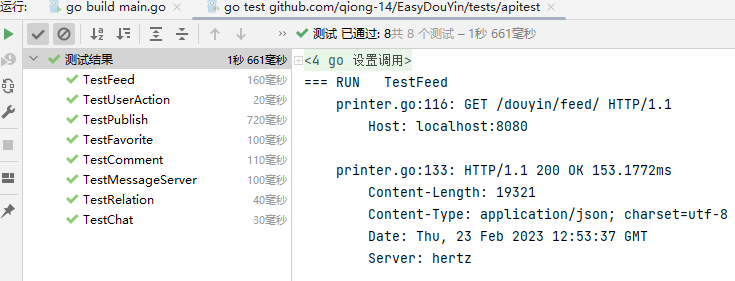 运行: go build main.go × go test github.com/qiong-14/EasyDouYin/tests/apitest ×
» 测试 已通过: 8共 8 个测试 – 1秒 661毫秒
测试结果 1秒 661毫秒
TestFeed 160毫秒
TestUserAction 20毫秒
TestPublish 720毫秒
TestFavorite 100毫秒
TestComment 110毫秒
TestMessageServer 100毫秒
TestRelation 40毫秒
TestChat 30毫秒
<4 go 设置调用>
=== RUN   TestFeed
printer.go:116: GET /douyin/feed/ HTTP/1.1
Host: localhost:8080
printer.go:133: HTTP/1.1 200 OK 153.1772ms
Content-Length: 19321
Content-Type: application/json; charset=utf-8
Date: Thu, 23 Feb 2023 12:53:37 GMT
Server: hertz